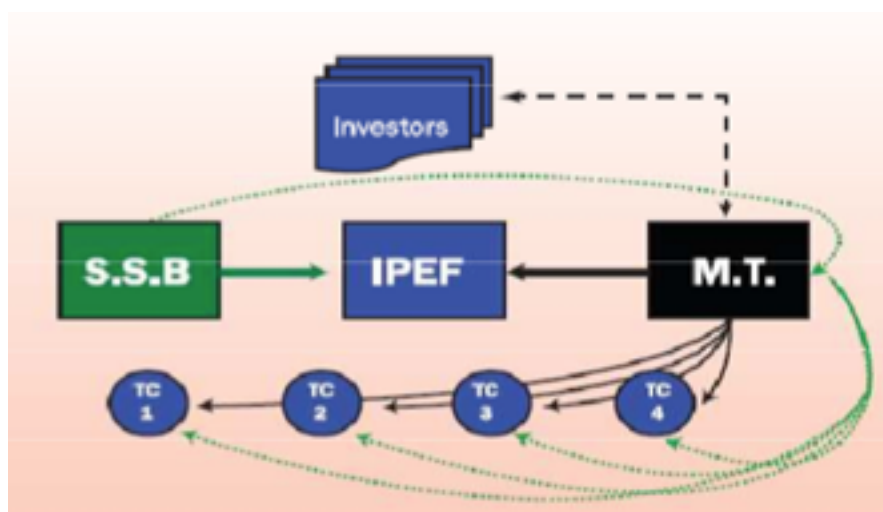 Investors
S.S.B
IPEF
M.T.
TC
1
TC
2
TC
3
TC
4